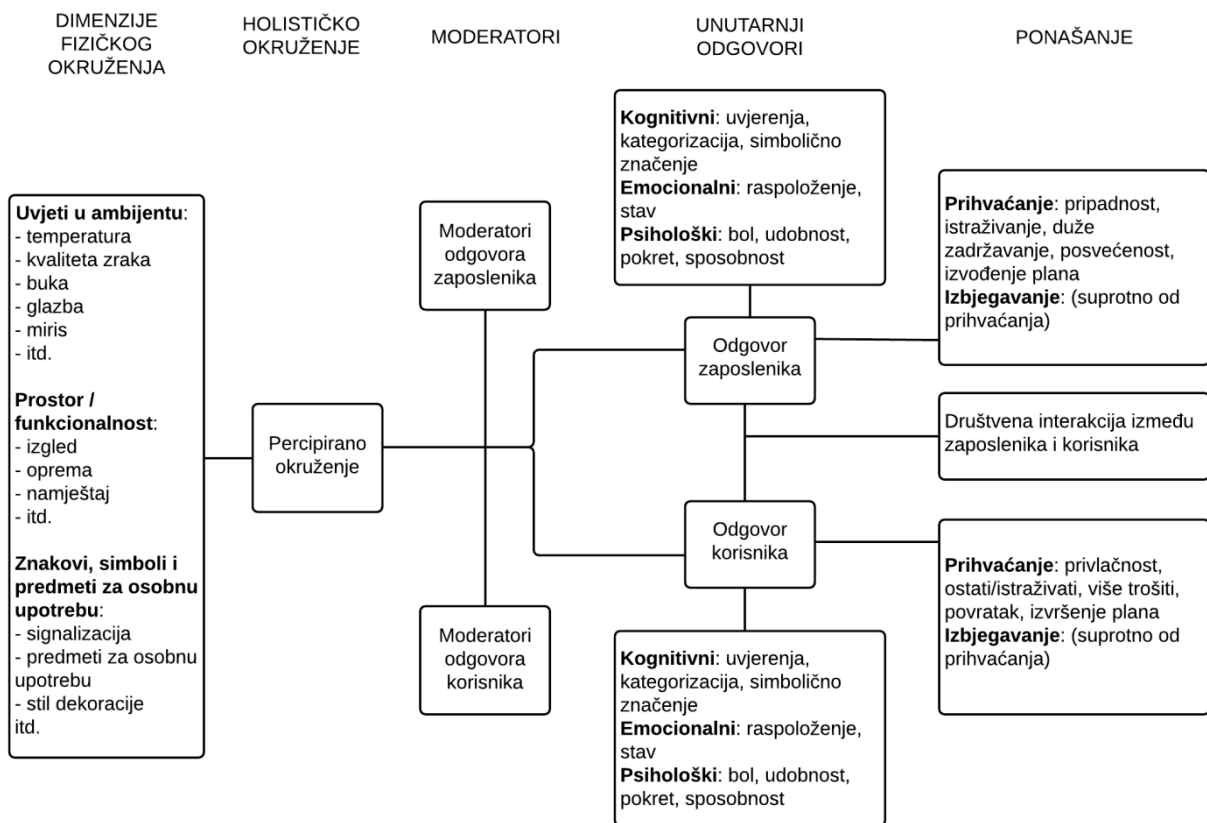 DIMENZIJE
FIZIČKOG
OKRUŽENJA
HOLISTIČKO
OKRUŽENJE
MODERATORI
UNUTARNJI
ODGOVORI
PONAŠANJE
Uvjeti u ambijentu:
- temperatura
- kvaliteta zraka
- buka
- glazba
- miris
- itd.
Prostor /
funkcionalnost:
- izgled
- oprema
- namještaj
- itd.
Znakovi, simboli i
predmeti za osobnu
upotrebu:
- signalizacija
- predmeti za osobnu
upotrebu
- stil dekoracije
itd.
Percipirano
okruženje
Moderatori
odgovora
zaposlenika
Moderatori
odgovora
korisnika
Kognitivni: uvjerenja,
kategorizacija, simbolično
značenje
Emocionalni: raspoloženje,
stav
Psihološki: bol, udobnost,
pokret, sposobnost
Odgovor
zaposlenika
Odgovor
korisnika
Kognitivni: uvjerenja,
kategorizacija, simbolično
značenje
Emocionalni: raspoloženje,
stav
Psihološki: bol, udobnost,
pokret, sposobnost
Prihvaćanje: pripadnost,
istraživanje, duže
zadržavanje, posvećenost,
izvođenje plana
Izbjegavanje: (suprotno od
prihvaćanja)
Društvena interakcija između
zaposlenika i korisnika
Prihvaćanje: privlačnost,
ostati/istraživati, više trošiti,
povratak, izvršenje plana
Izbjegavanje: (suprotno od
prihvaćanja)